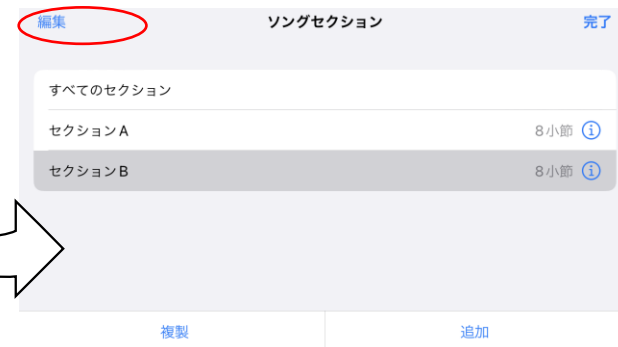 編集 ソングセクション 完了
すべてのセクション
セクションA 8小節
セクションB 8小節
複製 追加